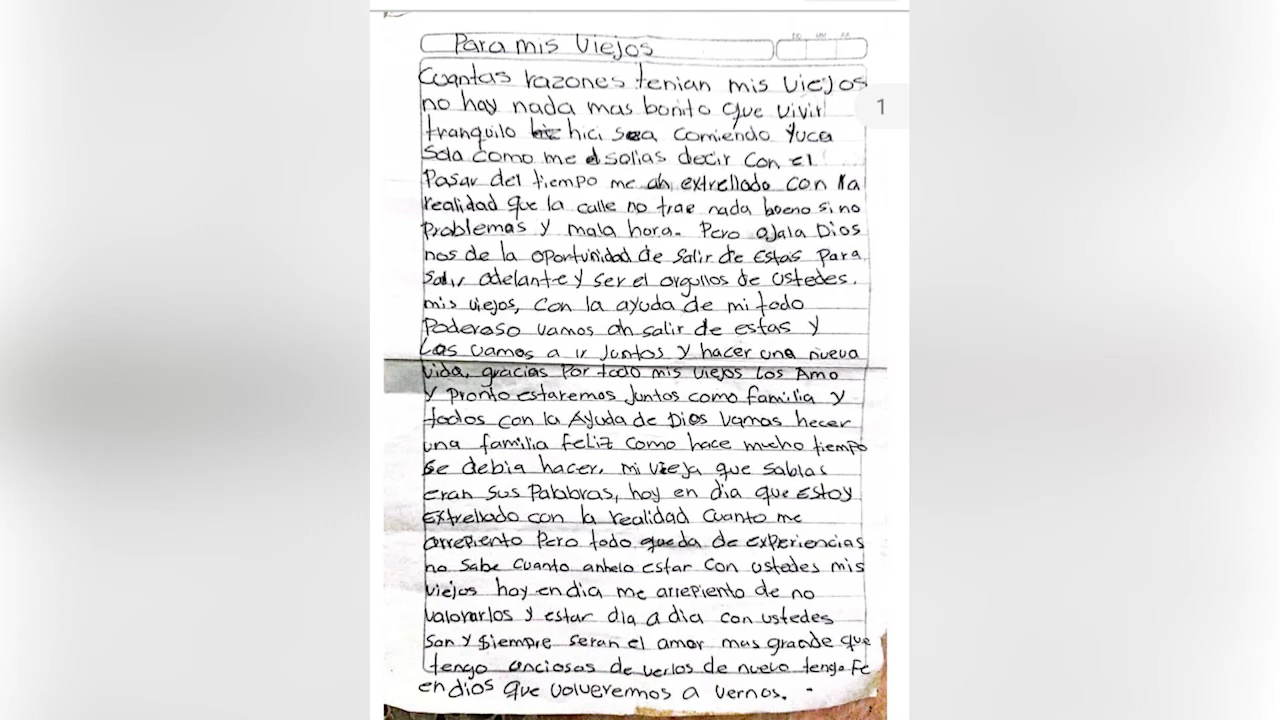 Para mis Viejos
Cuantas razones tenian mis Viejos
no hay nada mas bonito que vivir
tranquilo hici sea comiendo Yuca
Sola como me solias decir con el
Pasar del tiempo me ah extrellado con la
realidad que la calle no trae nada bueno sino
Problemas y mala hora. Pero ojala Dios
nos de la oportunidad de salir de Estas para
Salir adelante y ser el orgullos de ustedes.
mis viejos, con la ayuda de mi todo
Poderoso vamos ah salir de estas y
Las vamos a ir Juntos y hacer una nueva
vida, gracias por todo mis viejos Los Amo
y Pronto estaremos Juntos como familia y
todos con la Ayuda de Dios vamos hecer
una familia Feliz como hace mucho tiempo
se debia hacer. mi vieja que sabias
eran sus Palabras, hoy en dia que Estoy
Extrellado con la realidad Cuanto me
arrepiento Pero todo queda de experiencias
no Sabe cuanto anhelo estar con ustedes mis
viejos hoy en dia me arrepiento de no
valorarlos y estar dia a dia con ustedes
Son y Siempre seran el amor mas grande que
tengo anciosos de verlos de nuevo tengo Fe
en dios que volveremos a vernos.
1